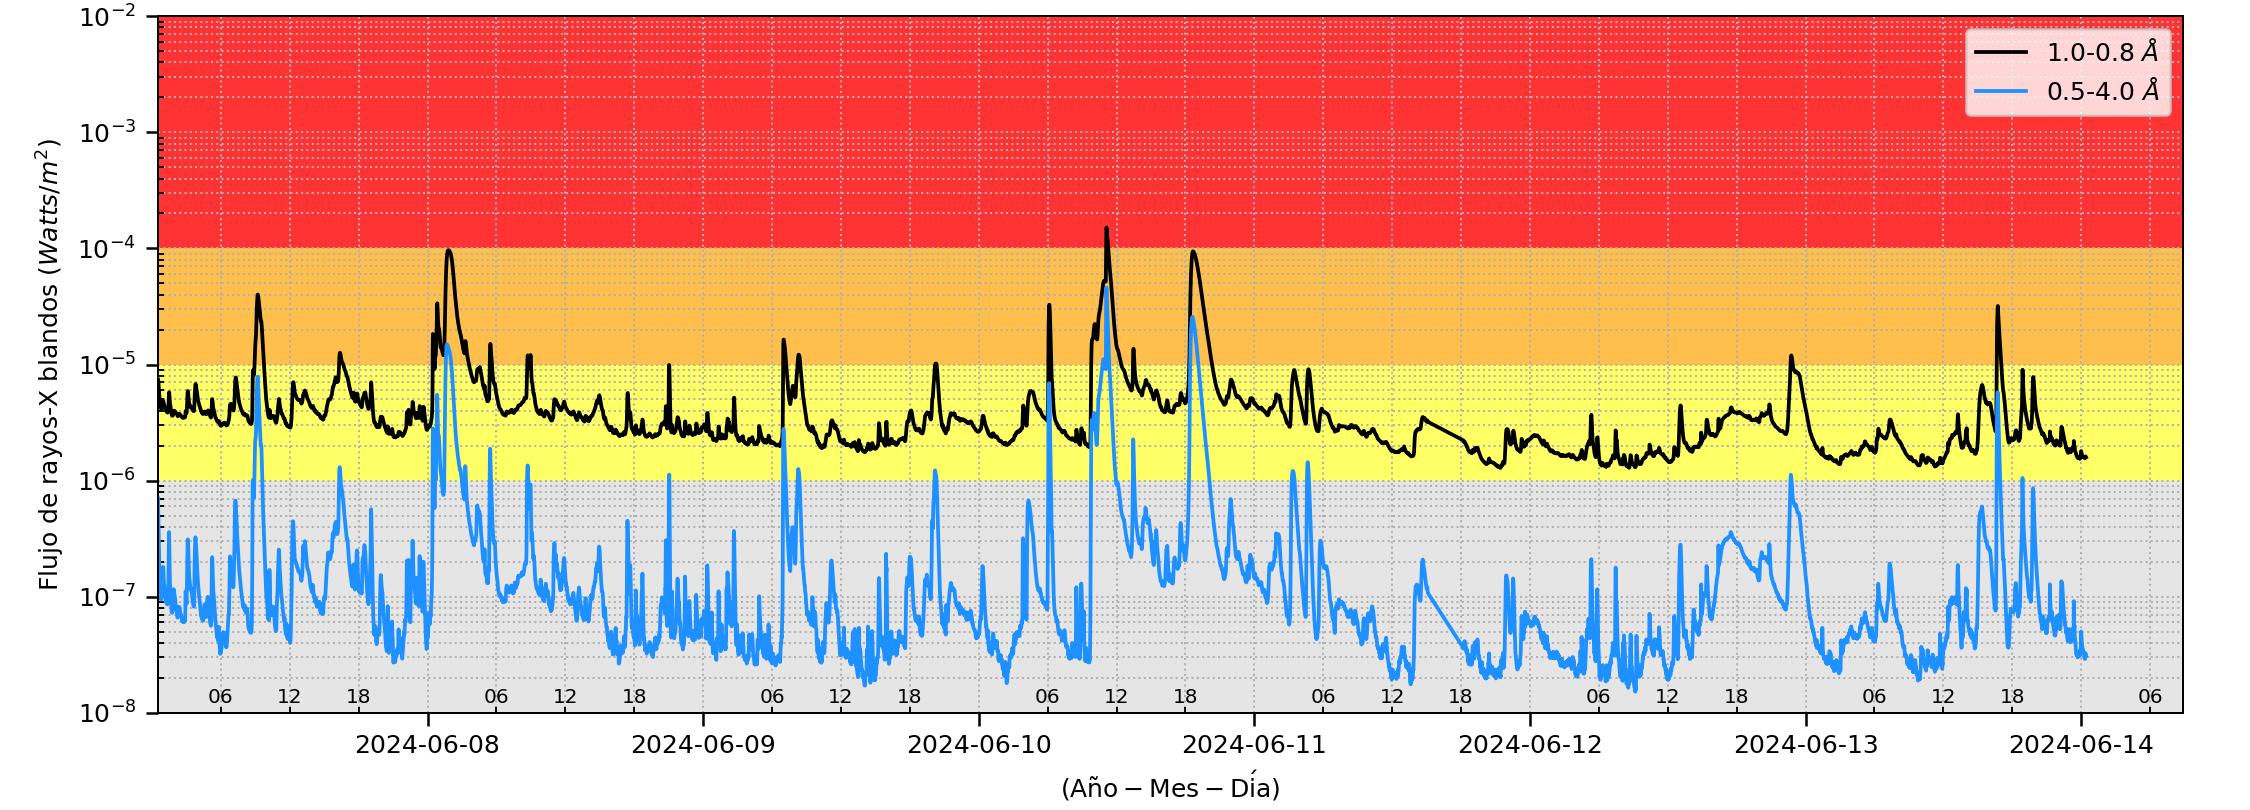 Flujo de rayos-X blandos (Watts/m²)
10⁻²
10⁻³
10⁻⁴
10⁻⁵
10⁻⁶
10⁻⁷
10⁻⁸
1.0-0.8 Å
0.5-4.0 Å
06 12 18 06 12 18 06 12 18 06 12 18 06 12 18 06 12 18 06 12 18 06
2024-06-08 2024-06-09 2024-06-10 2024-06-11 2024-06-12 2024-06-13 2024-06-14
(Año − Mes − Día)